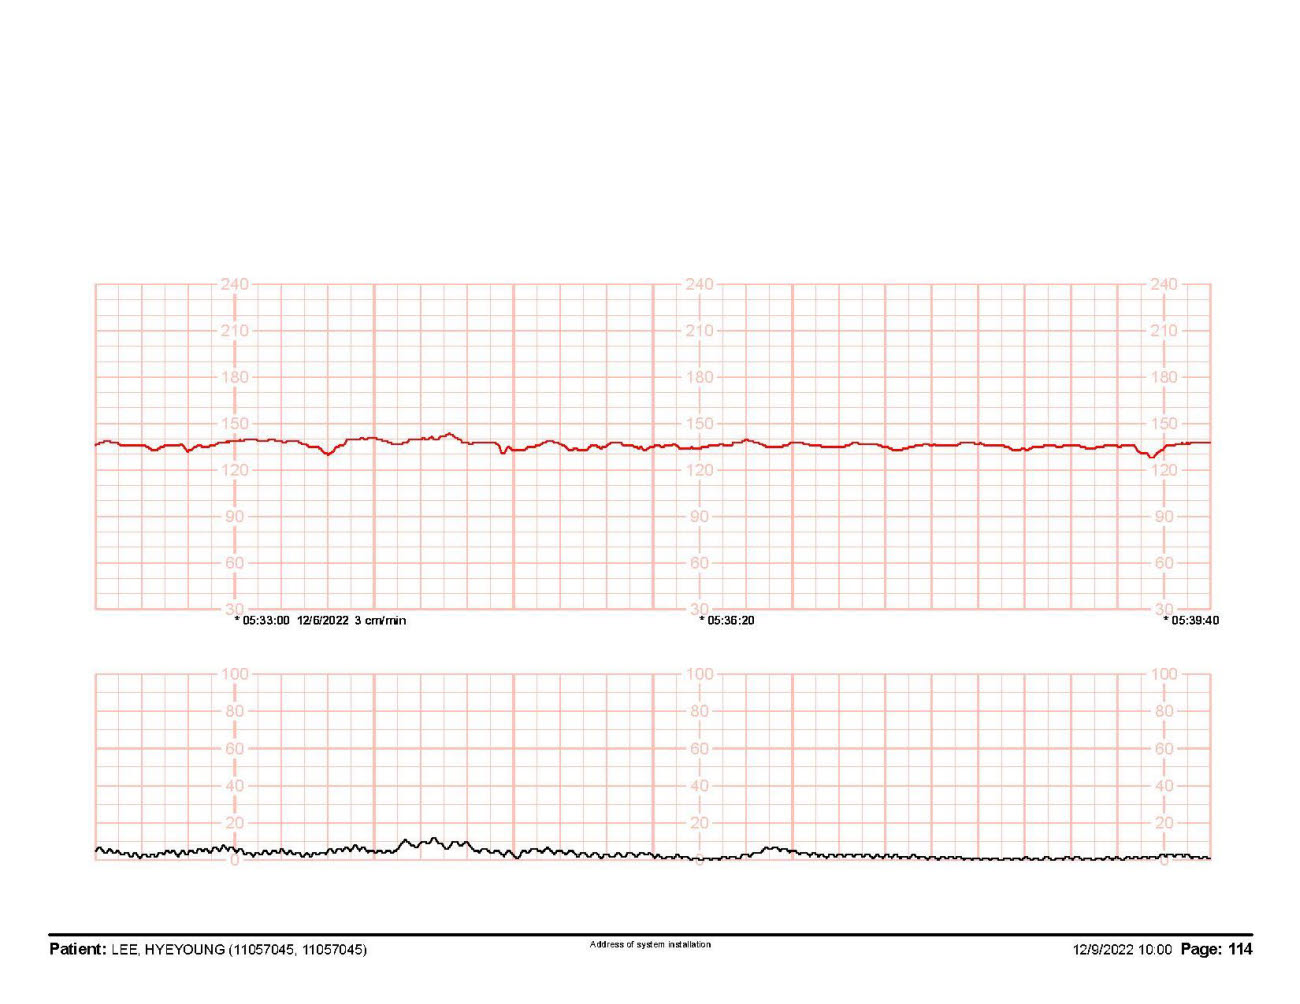 240 240 240
210 210 210
180 180 180
150 150 150
120 120 120
90 90 90
60 60 60
30 30 30
* 05:33:00 12/6/2022 3 cm/min * 05:36:20 * 05:39:40
100 100 100
80 80 80
60 60 60
40 40 40
20 20 20
0 0 0
Patient: LEE, HYEYOUNG (11057045, 11057045) Address of system installation 12/9/2022 10:00 Page: 114